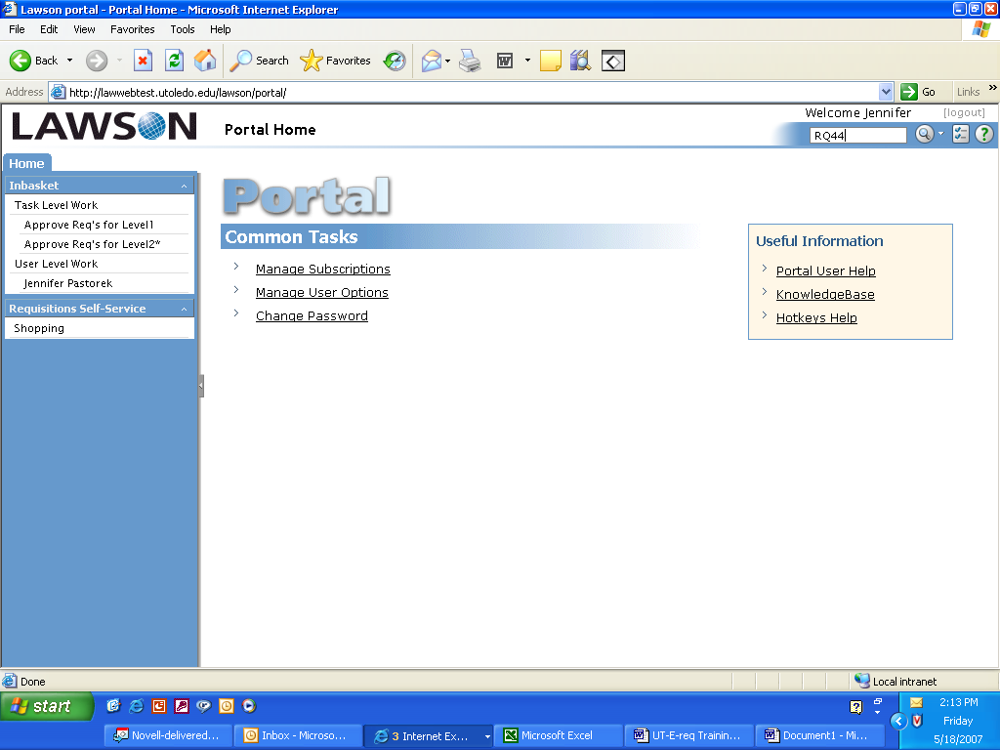 Lawson portal - Portal Home - Microsoft Internet Explorer
File Edit View Favorites Tools Help
Back Search Favorites
Address http://lawwebtest.utoledo.edu/lawson/portal/ Go Links »
LAWSON Portal Home Welcome Jennifer [logout]
RQ44
Home
Inbasket
Task Level Work
Approve Req's for Level1
Approve Req's for Level2*
User Level Work
Jennifer Pastorek
Requisitions Self-Service
Shopping
Portal
Common Tasks
Manage Subscriptions
Manage User Options
Change Password
Useful Information
Portal User Help
KnowledgeBase
Hotkeys Help
Done Local intranet
start 2:13 PM
Friday
5/18/2007
Novell-delivered... Inbox - Microso... 3 Internet Ex... Microsoft Excel UT-E-req Trainin... Document1 - Mi...